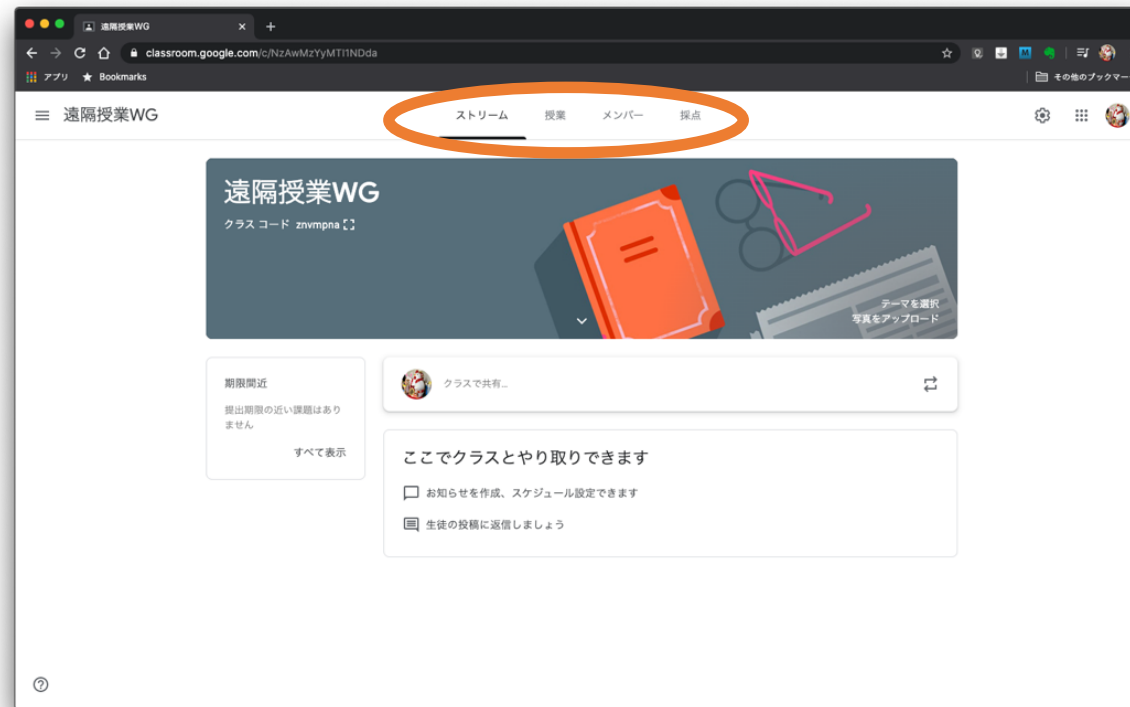 遠隔授業WG
classroom.google.com/c/NzAwMzYyMTI1NDda
アプリ Bookmarks その他のブックマー
遠隔授業WG ストリーム 授業 メンバー 採点
遠隔授業WG
クラス コード znvmpna
テーマを選択
写真をアップロード
期限間近
提出期限の近い課題はあり
ません
すべて表示
クラスで共有...
ここでクラスとやり取りできます
お知らせを作成、スケジュール設定できます
生徒の投稿に返信しましょう